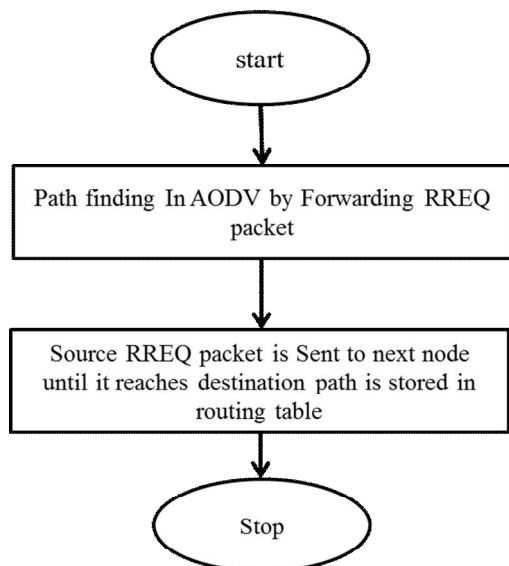 start
Path finding In AODV by Forwarding RREQ
packet
Source RREQ packet is Sent to next node
until it reaches destination path is stored in
routing table
Stop